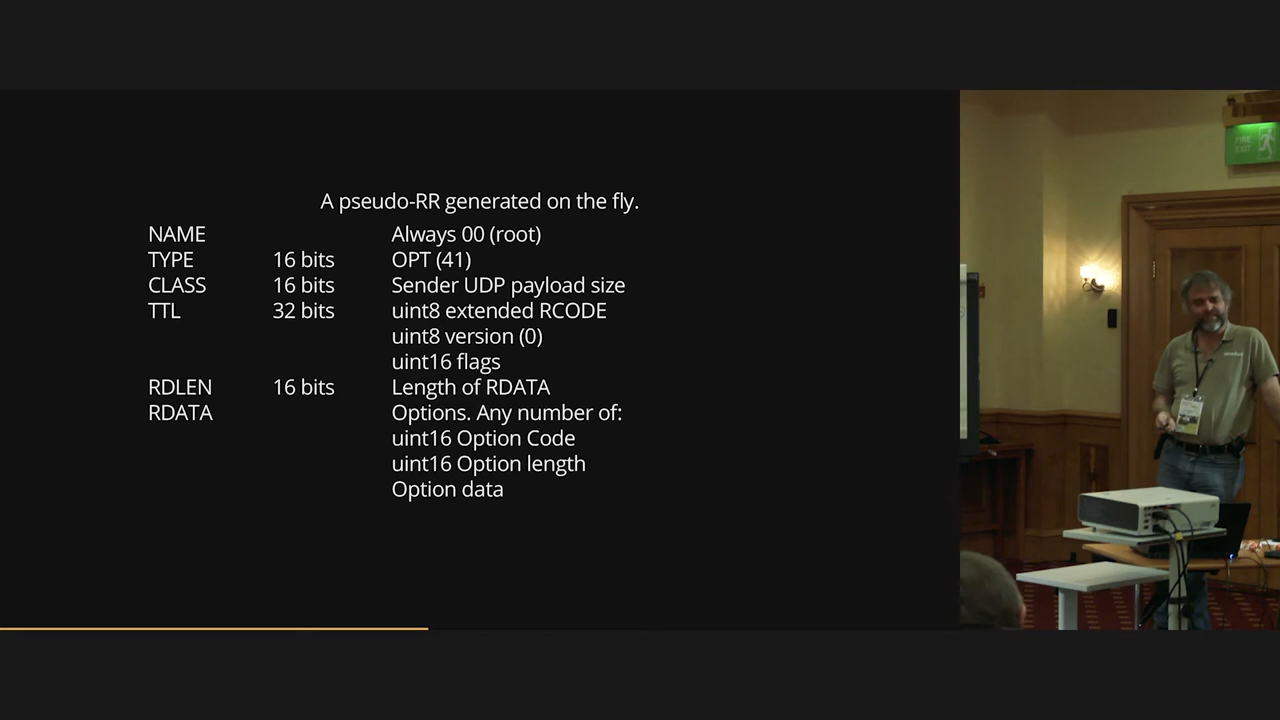 A pseudo-RR generated on the fly.
NAME Always 00 (root)
TYPE 16 bits OPT (41)
CLASS 16 bits Sender UDP payload size
TTL 32 bits uint8 extended RCODE
uint8 version (0)
uint16 flags
RDLEN 16 bits Length of RDATA
RDATA Options. Any number of:
uint16 Option Code
uint16 Option length
Option data
FIRE
EXIT